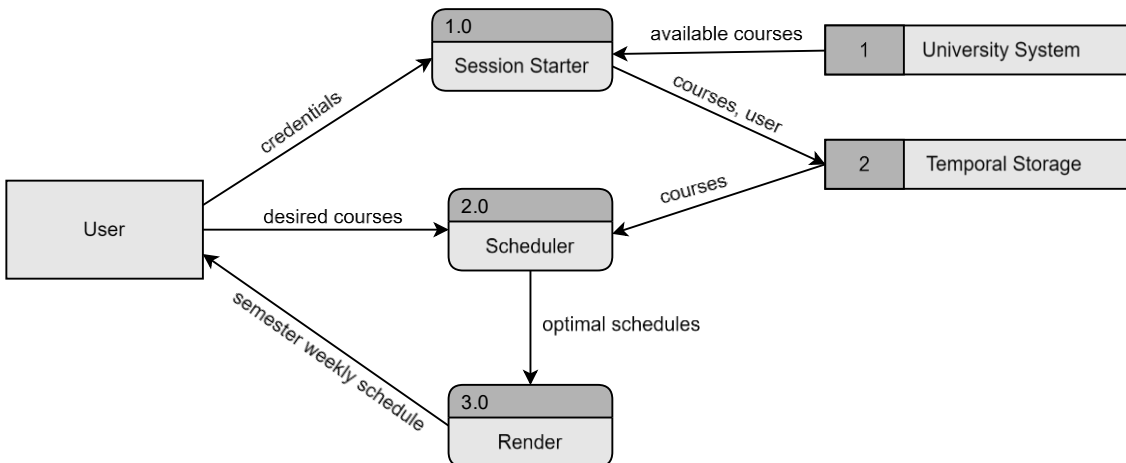 1.0
Session Starter
available courses
1
University System
credentials
courses, user
2
Temporal Storage
User
desired courses
2.0
Scheduler
courses
optimal schedules
semester weekly schedule
3.0
Render